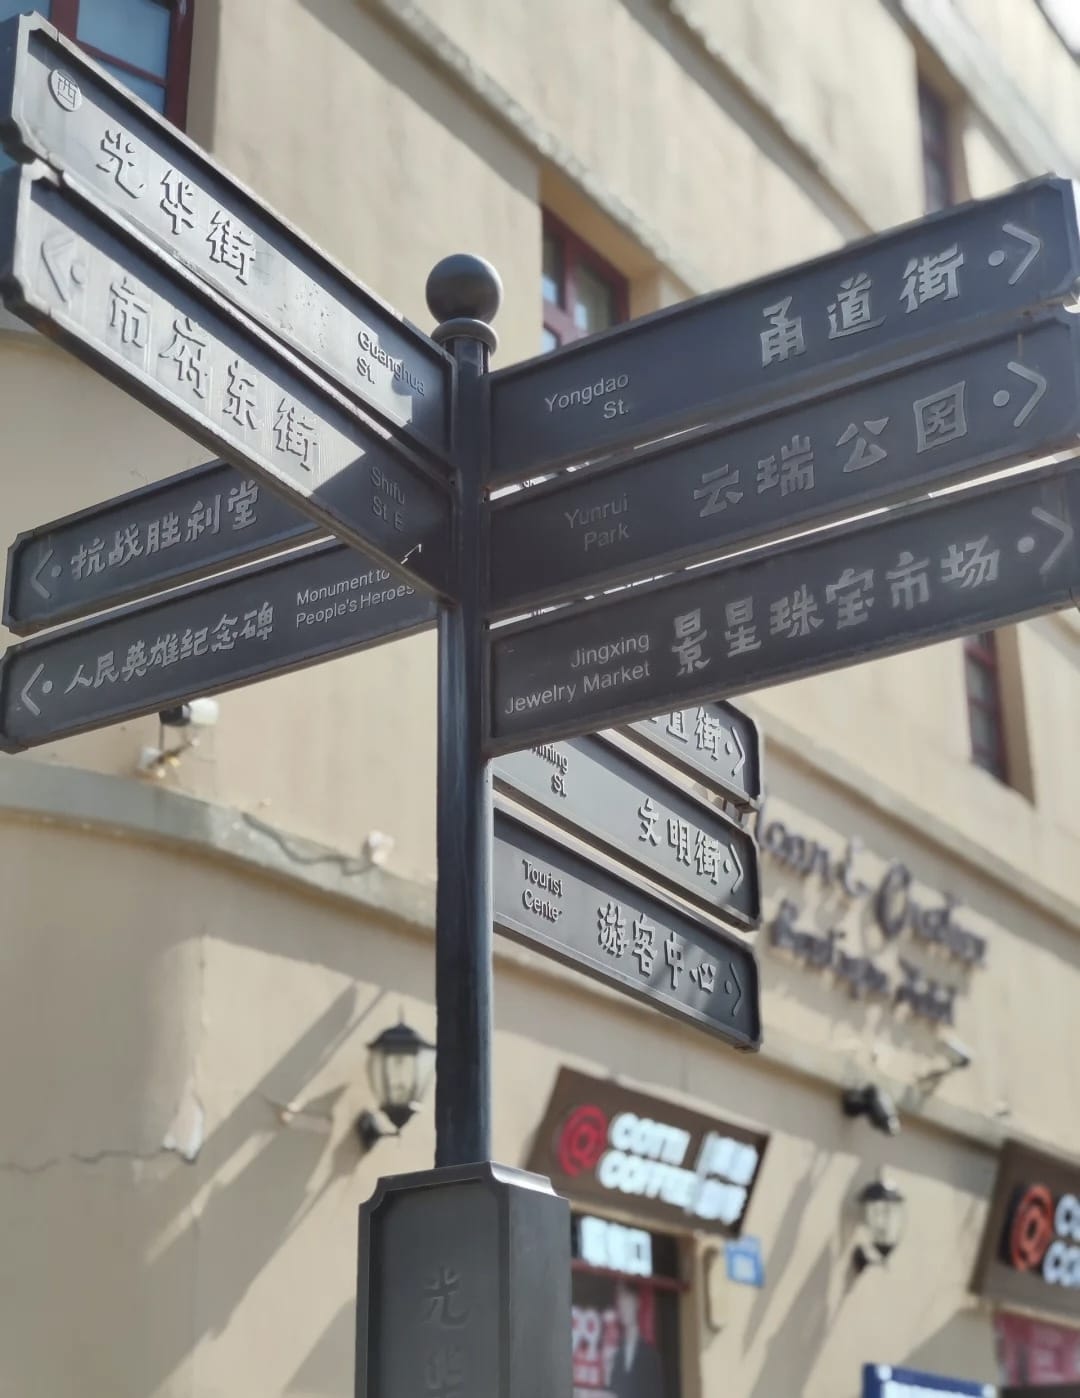 西
光华街
Guanghua
St.
市府东街
Shifu
St E
抗战胜利堂
人民英雄纪念碑
Monument to
People's Heroes
甬道街
Yongdao
St.
云瑞公园
Yunrui
Park
景星珠宝市场
Jingxing
Jewelry Market
道街
文明街
St.
游客中心
Tourist
Center
COTTI
COFFEE
光华